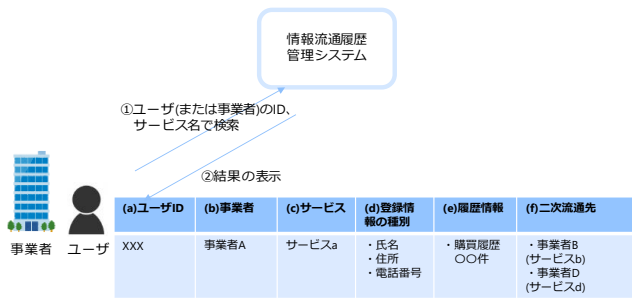 情報流通履歴
管理システム
①ユーザ(または事業者)のID、
サービス名で検索
②結果の表示
事業者
ユーザ
(a)ユーザID
(b)事業者
(c)サービス
(d)登録情
報の種別
(e)履歴情報
(f)二次流通先
XXX
事業者A
サービスa
・氏名
・住所
・電話番号
・購買履歴
〇〇件
・事業者B
(サービスb)
・事業者D
(サービスd)